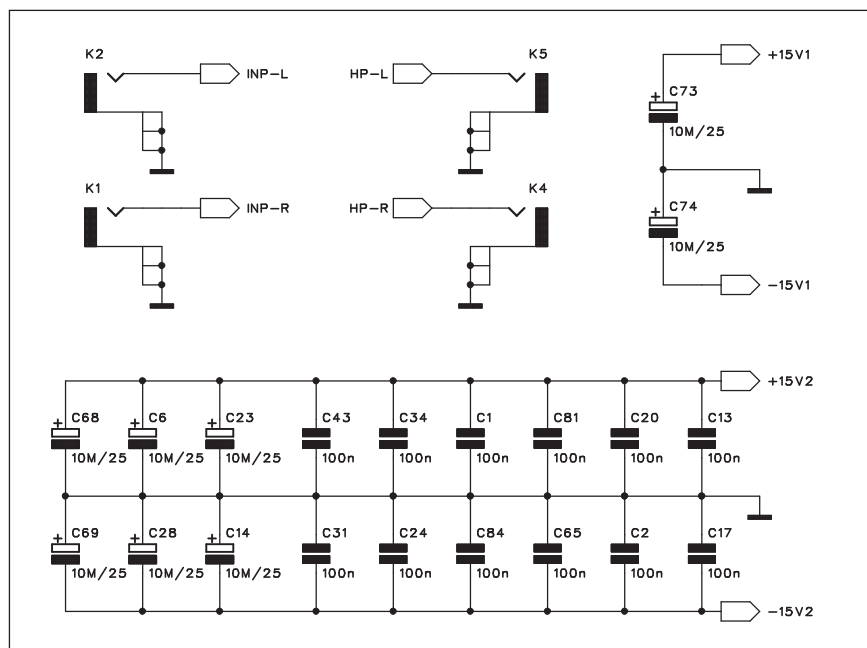 K2
INP-L
HP-L
K5
+15V1
+
C73
10M/25
K1
INP-R
HP-R
K4
+
C74
10M/25
-15V1
+15V2
+ C68
+ C6
+ C23
C43
C34
C1
C81
C20
C13
10M/25
10M/25
10M/25
100n
100n
100n
100n
100n
100n
+ C69
+ C28
+ C14
C31
C24
C84
C65
C2
C17
10M/25
10M/25
10M/25
100n
100n
100n
100n
100n
100n
-15V2